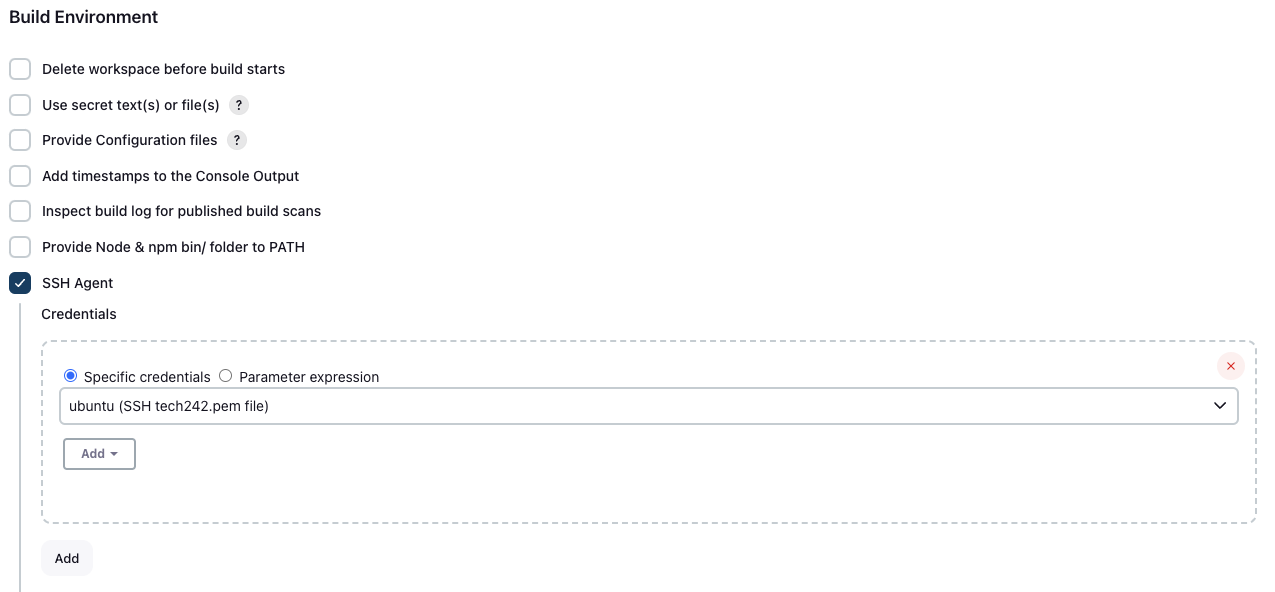 Build Environment
Delete workspace before build starts
Use secret text(s) or file(s) ?
Provide Configuration files ?
Add timestamps to the Console Output
Inspect build log for published build scans
Provide Node & npm bin/ folder to PATH
SSH Agent
Credentials
Specific credentials Parameter expression
ubuntu (SSH tech242.pem file)
Add
Add